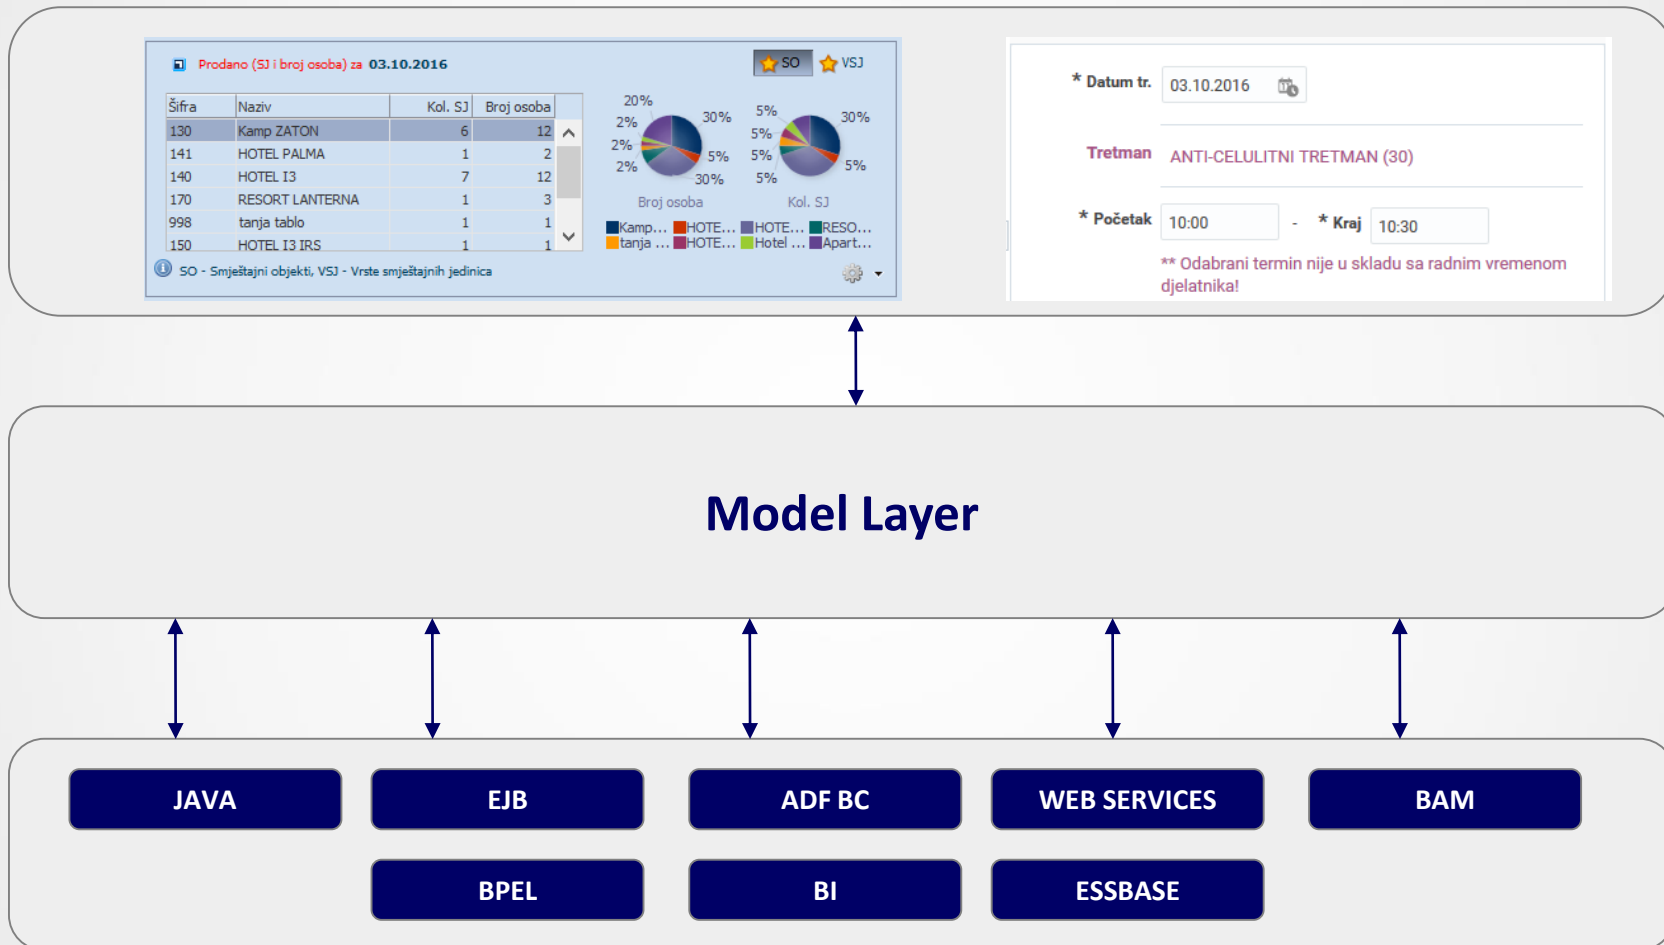 Prodano (SJ i broj osoba) za 03.10.2016
SO VSJ
Šifra Naziv Kol. SJ Broj osoba
130 Kamp ZATON 6 12
141 HOTEL PALMA 1 2
140 HOTEL I3 7 12
170 RESORT LANTERNA 1 3
998 tanja tablo 1 1
150 HOTEL I3 IRS 1 1
20% 30% 5% 30% 2% 2% 2%
Broj osoba
5% 30% 5% 5% 5% 5%
Kol. SJ
Kamp... HOTE... HOTE... RESO...
tanja ... HOTE... Hotel ... Apart...
SO - Smještajni objekti, VSJ - Vrste smještajnih jedinica
* Datum tr. 03.10.2016
Tretman ANTI-CELULITNI TRETMAN (30)
* Početak 10:00 - * Kraj 10:30
** Odabrani termin nije u skladu sa radnim vremenom
djelatnika!
Model Layer
JAVA EJB ADF BC WEB SERVICES BAM
BPEL BI ESSBASE